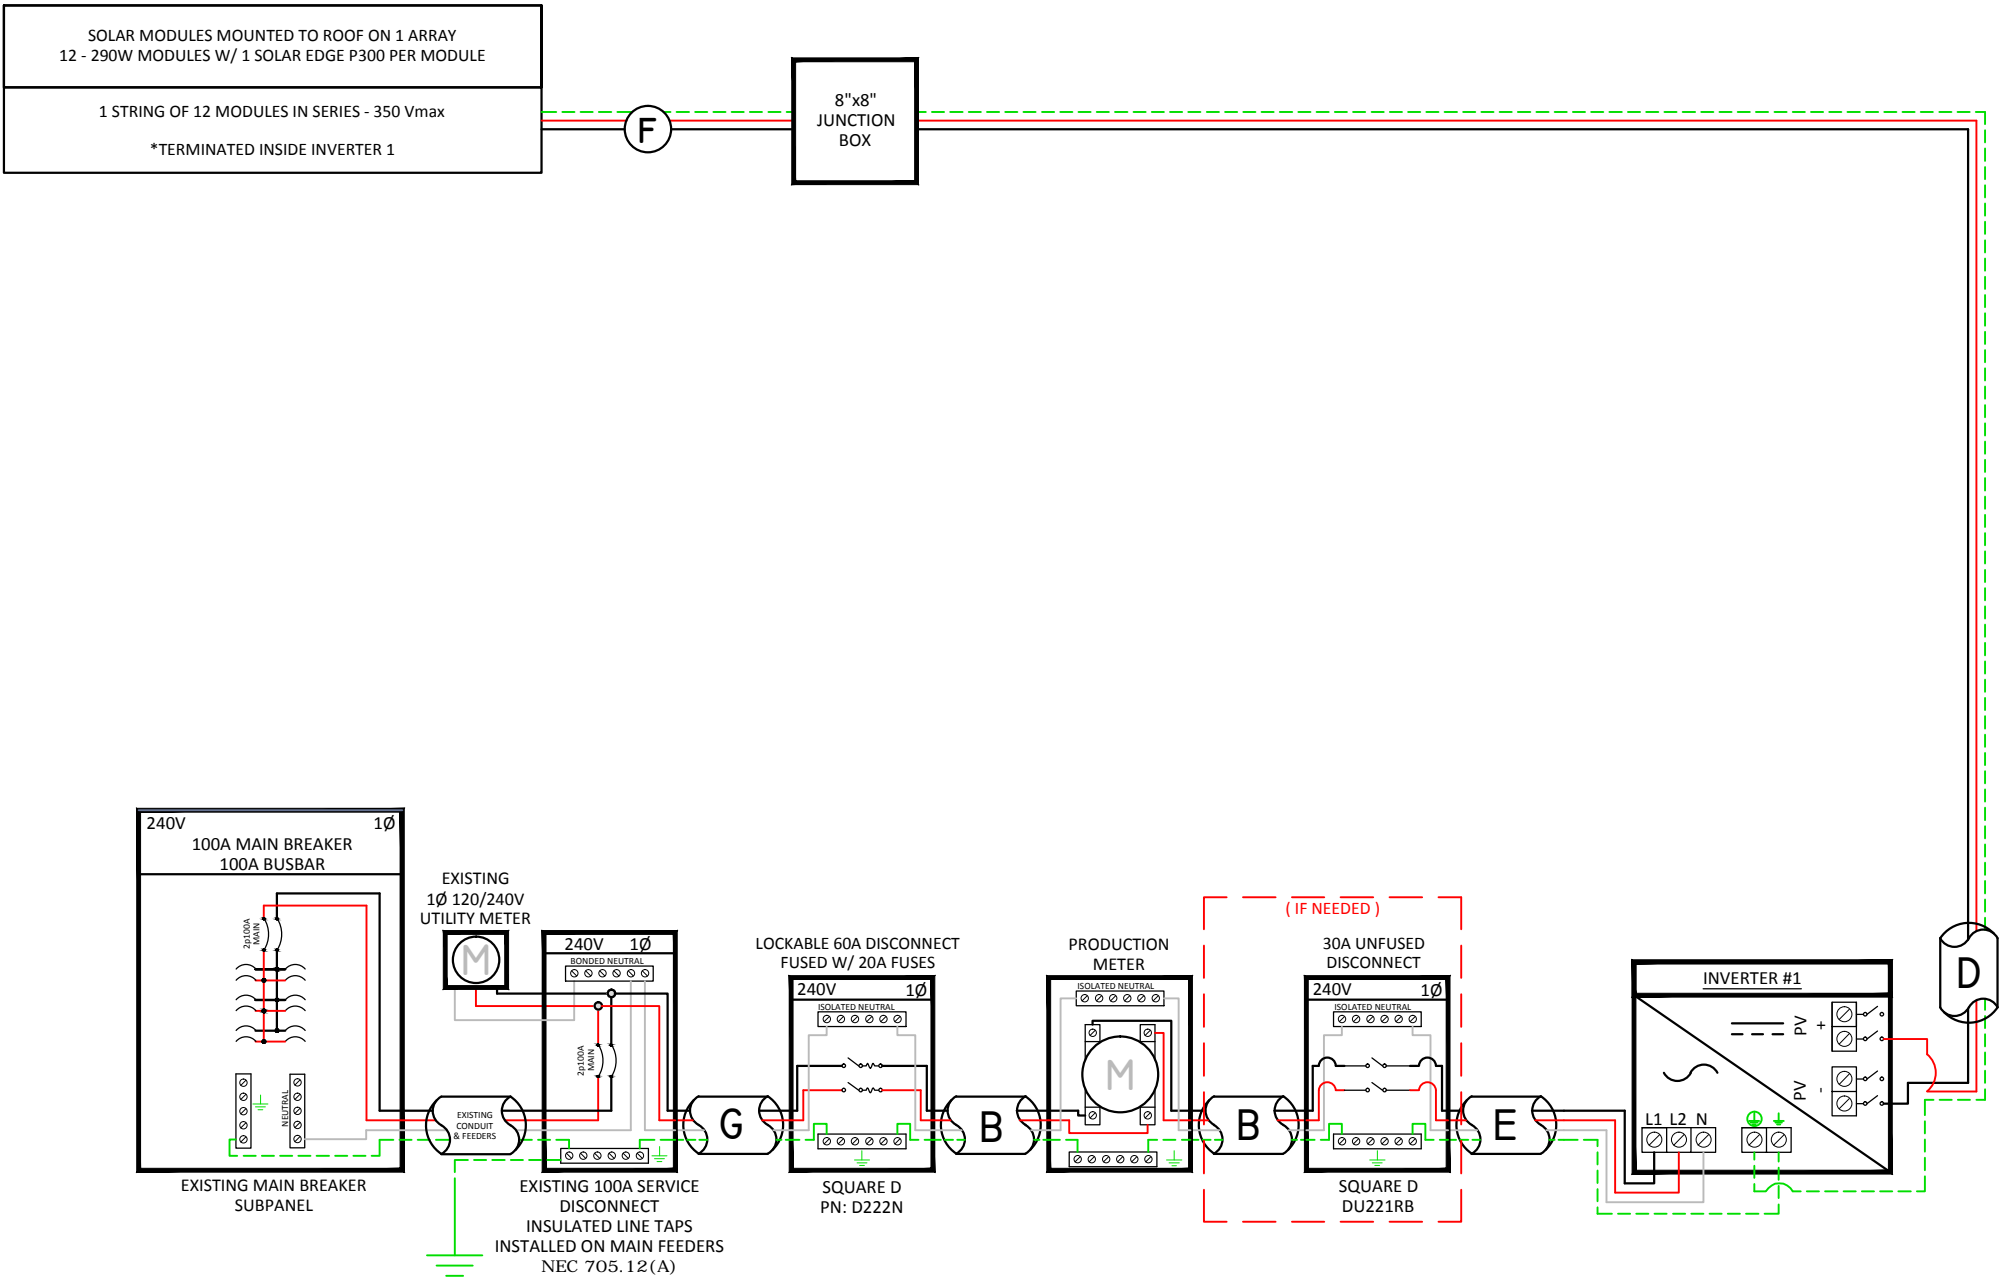 SOLAR MODULES MOUNTED TO ROOF ON 1 ARRAY
12 - 290W MODULES W/ 1 SOLAR EDGE P300 PER MODULE
1 STRING OF 12 MODULES IN SERIES - 350 Vmax
*TERMINATED INSIDE INVERTER 1
F
8"x8"
JUNCTION
BOX
D
240V 1Ø
100A MAIN BREAKER
100A BUSBAR
2p100A
MAIN
NEUTRAL
EXISTING MAIN BREAKER
SUBPANEL
EXISTING
1Ø 120/240V
UTILITY METER
M
EXISTING
CONDUIT
& FEEDERS
240V 1Ø
BONDED NEUTRAL
2p100A
MAIN
EXISTING 100A SERVICE
DISCONNECT
INSULATED LINE TAPS
INSTALLED ON MAIN FEEDERS
NEC 705.12(A)
G
LOCKABLE 60A DISCONNECT
FUSED W/ 20A FUSES
240V 1Ø
ISOLATED NEUTRAL
SQUARE D
PN: D222N
B
PRODUCTION
METER
ISOLATED NEUTRAL
M
B
( IF NEEDED )
30A UNFUSED
DISCONNECT
240V 1Ø
ISOLATED NEUTRAL
SQUARE D
DU221RB
E
INVERTER #1
PV +
PV -
L1 L2 N